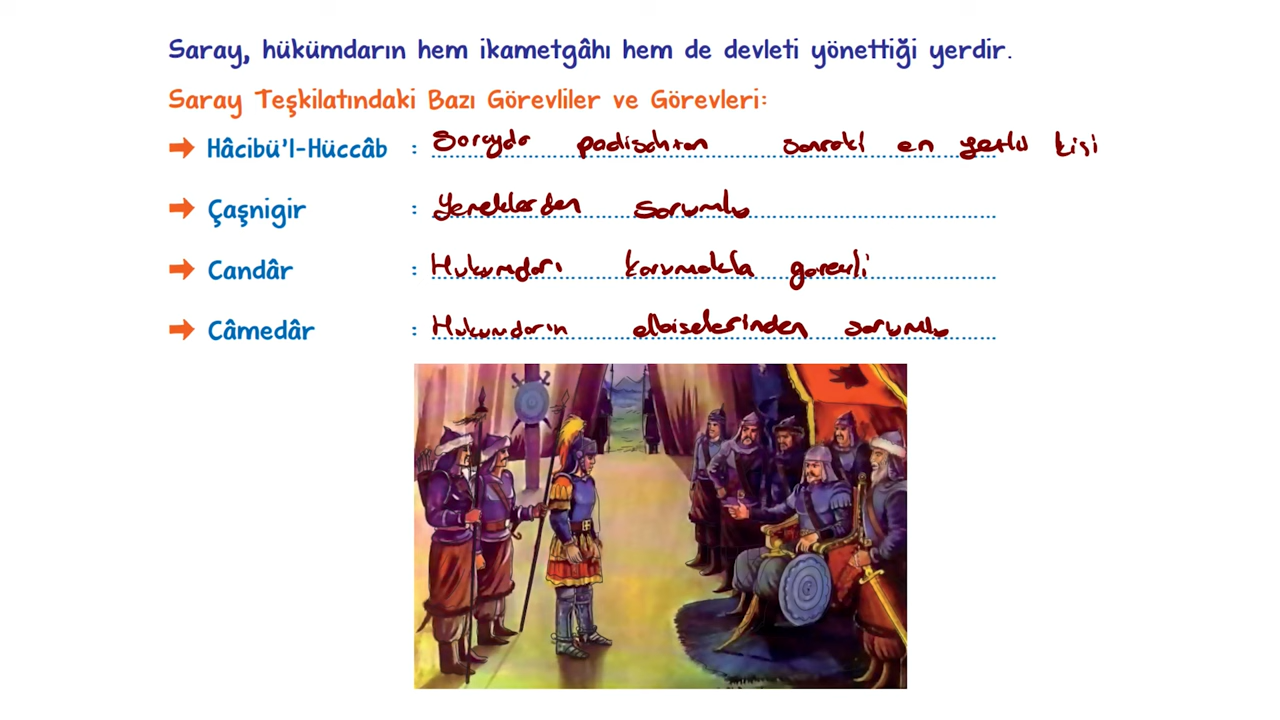 Saray, hükümdarın hem ikametgâhı hem de devleti yönettiği yerdir.
Saray Teşkilatındaki Bazı Görevliler ve Görevleri:
→ Hâcibü'l-Hüccâb : Sarayda padişahtan sonraki en yetkili kişi
→ Çaşnigir : Yemeklerden sorumlu
→ Candâr : Hukumdarı korumakla gorevli
→ Câmedâr : Hukumdarın elbiselerinden sorumlu